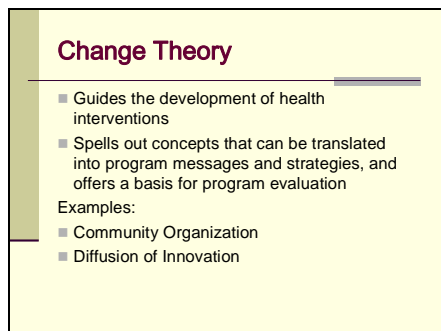 Change Theory
Guides the development of health
interventions
Spells out concepts that can be translated
into program messages and strategies, and
offers a basis for program evaluation
Examples:
Community Organization
Diffusion of Innovation